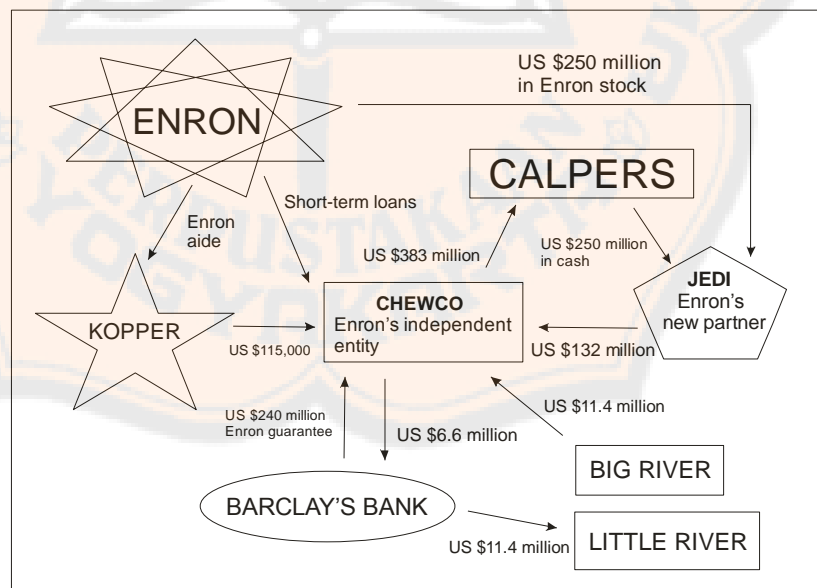 US $250 million
in Enron stock
ENRON
CALPERS
Short-term loans
Enron
aide
US $383 million
US $250 million
in cash
JEDI
Enron's
new partner
CHEWCO
Enron's independent
entity
KOPPER
US $115,000
US $132 million
US $240 million
Enron guarantee
US $6.6 million
US $11.4 million
BIG RIVER
BARCLAY'S BANK
US $11.4 million
LITTLE RIVER
PERPUSTAKAAN
YOGYAKARTA